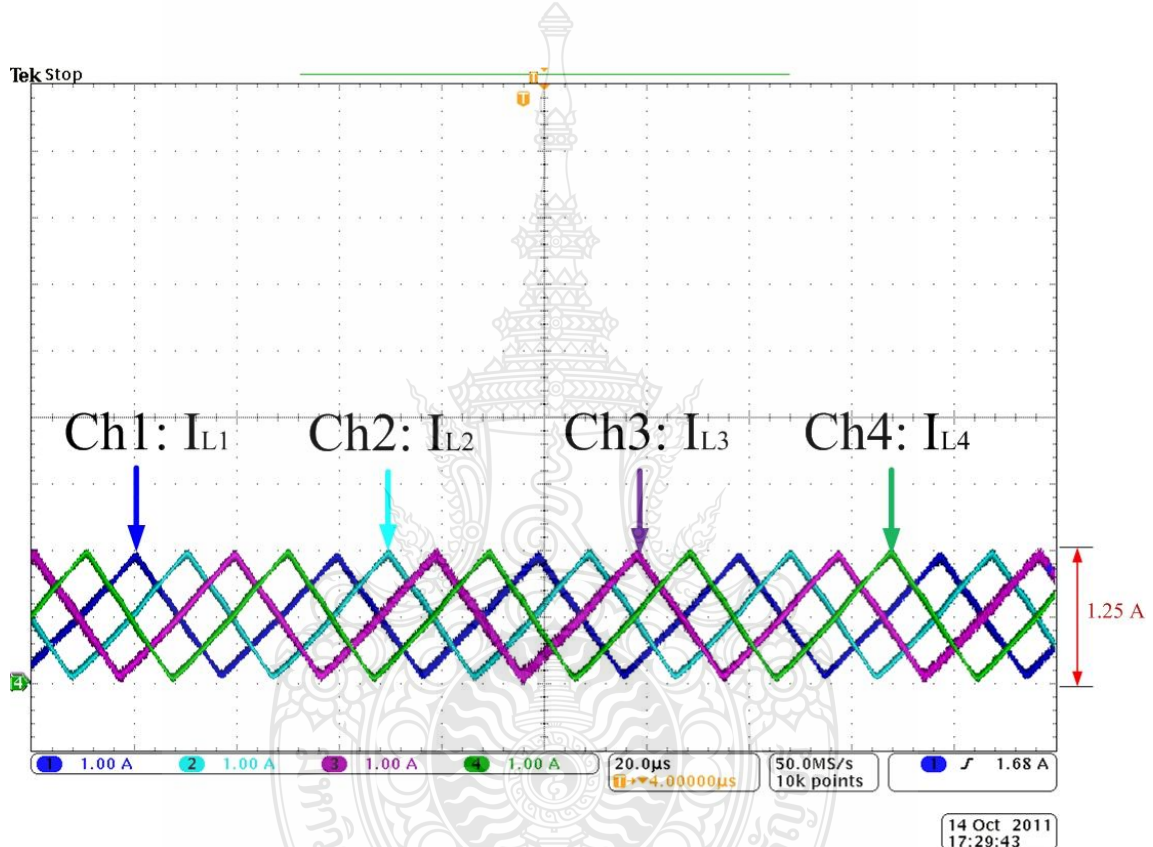 Tek Stop
T
T
Ch1: IL1
Ch2: IL2
Ch3: IL3
Ch4: IL4
1.25 A
4
1 1.00 A 2 1.00 A 3 1.00 A 4 1.00 A
20.0µs
T→▼4.00000µs
50.0MS/s
10k points
1 ∫ 1.68 A
14 Oct 2011
17:29:43